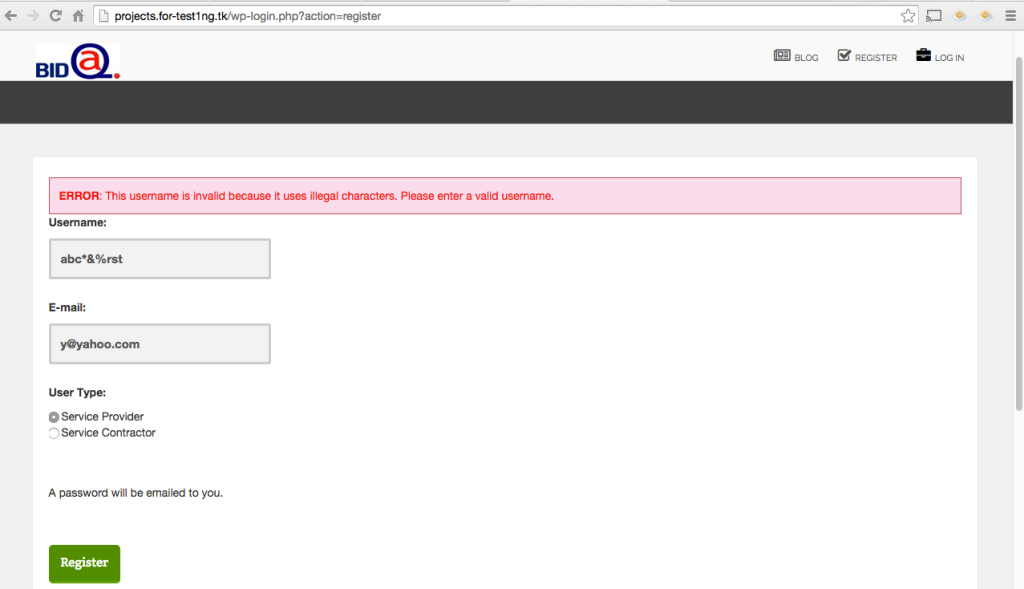 projects.for-test1ng.tk/wp-login.php?action=register
BID a.
BLOG REGISTER LOG IN
ERROR: This username is invalid because it uses illegal characters. Please enter a valid username.
Username:
abc*&%rst
E-mail:
y@yahoo.com
User Type:
Service Provider
Service Contractor
A password will be emailed to you.
Register